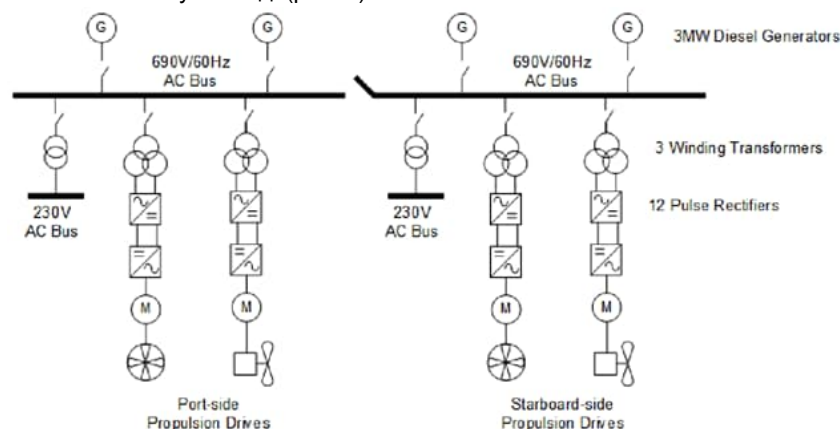 G
G
G
G
3MW Diesel Generators
690V/60Hz
AC Bus
690V/60Hz
AC Bus
3 Winding Transformers
12 Pulse Rectifiers
230V
AC Bus
230V
AC Bus
M
M
M
M
Port-side
Propulsion Drives
Starboard-side
Propulsion Drives